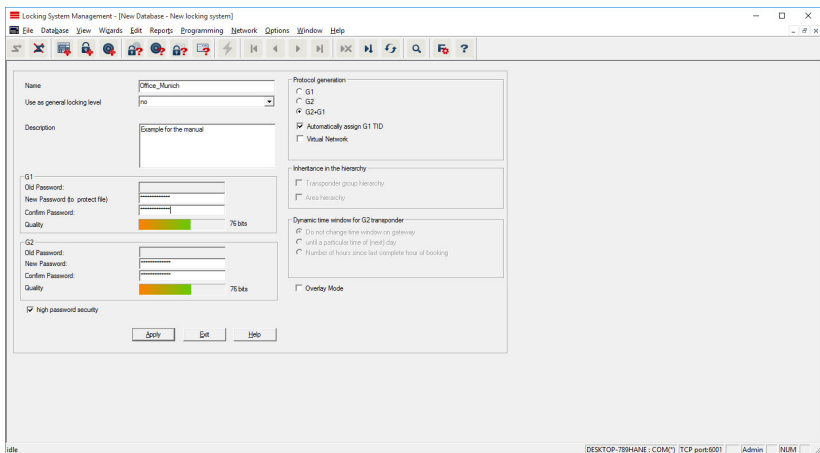 Locking System Management - [New Database - New locking system]
File Database View Wizards Edit Reports Programming Network Options Window Help
Name
Office_Munich
Use as general locking level
no
Description
Example for the manual
G1
Old Password:
New Password (to protect file)
*************
Confirm Password:
*************
Quality
76 bits
G2
Old Password:
New Password:
*************
Confirm Password:
*************
Quality
76 bits
high password security
Apply
Exit
Help
Protocol generation
G1
G2
G2+G1
Automatically assign G1 TID
Virtual Network
Inheritance in the hierarchy
Transponder group hierarchy
Area hierarchy
Dynamic time window for G2 transponder
Do not change time window on gateway
until a particular time of (next) day
Number of hours since last complete hour of booking
Overlay Mode
idle
DESKTOP-789HANE : COM(*)
TCP port:6001
Admin
NUM